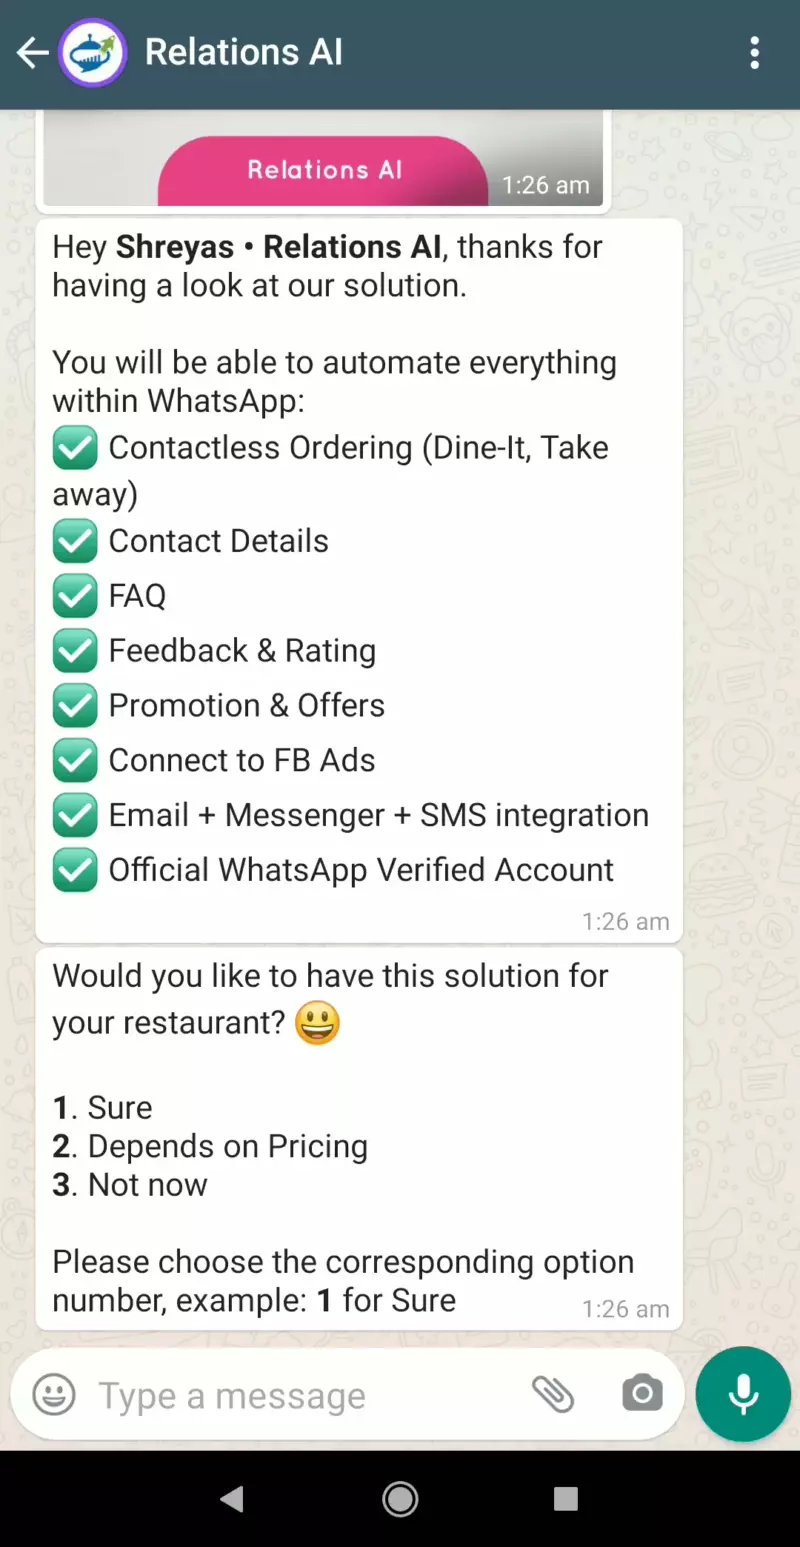 Relations AI
Relations AI
1:26 am
Hey Shreyas • Relations AI, thanks for
having a look at our solution.
You will be able to automate everything
within WhatsApp:
✅ Contactless Ordering (Dine-It, Take
away)
✅ Contact Details
✅ FAQ
✅ Feedback & Rating
✅ Promotion & Offers
✅ Connect to FB Ads
✅ Email + Messenger + SMS integration
✅ Official WhatsApp Verified Account
1:26 am
Would you like to have this solution for
your restaurant? 😃
1. Sure
2. Depends on Pricing
3. Not now
Please choose the corresponding option
number, example: 1 for Sure
1:26 am
Type a message